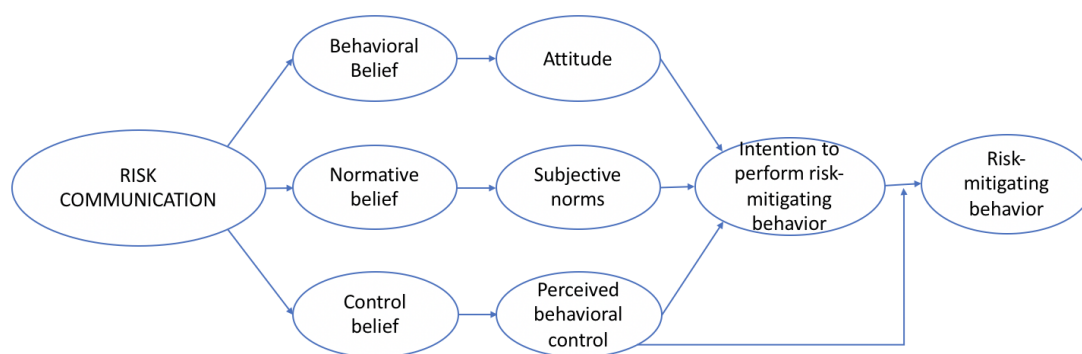 Behavioral
Belief
Attitude
RISK
COMMUNICATION
Normative
belief
Subjective
norms
Intention to
perform risk-
mitigating
behavior
Risk-
mitigating
behavior
Control
belief
Perceived
behavioral
control